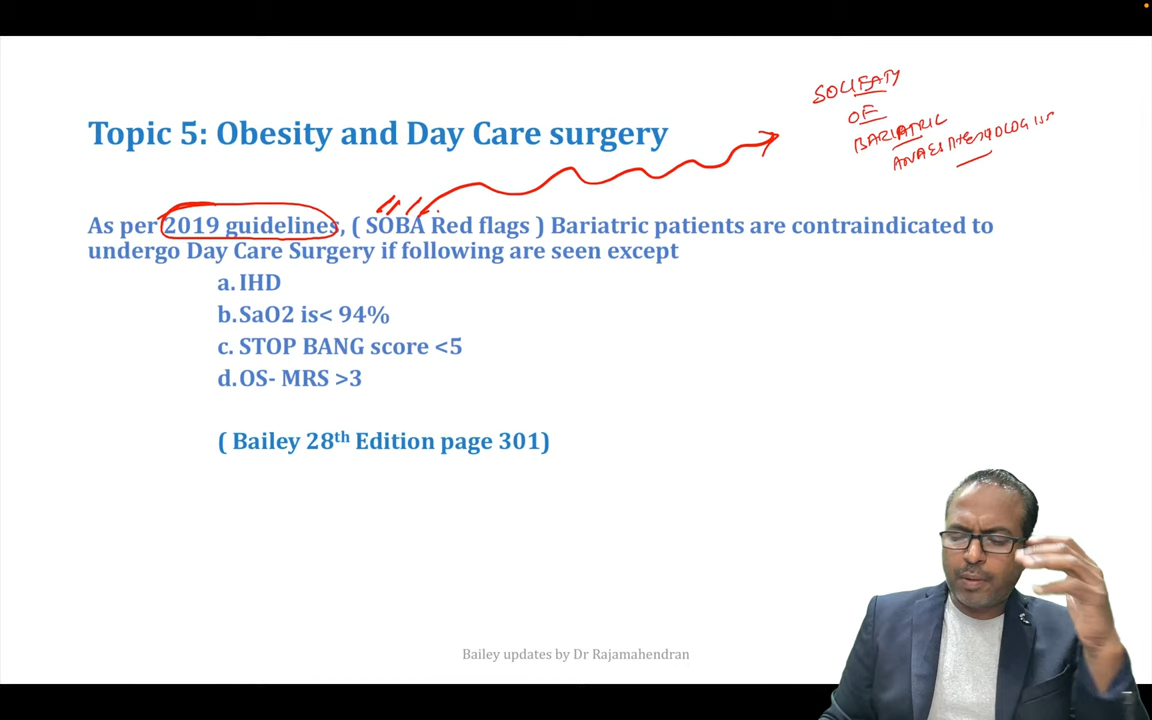 SOCIEATY
OF
BARIATRIC
ANAESTHESIOLOGIST
Topic 5: Obesity and Day Care surgery
As per 2019 guidelines, ( SOBA Red flags ) Bariatric patients are contraindicated to
undergo Day Care Surgery if following are seen except
a. IHD
b. SaO2 is< 94%
c. STOP BANG score <5
d. OS- MRS >3
( Bailey 28th Edition page 301)
Bailey updates by Dr Rajamahendran